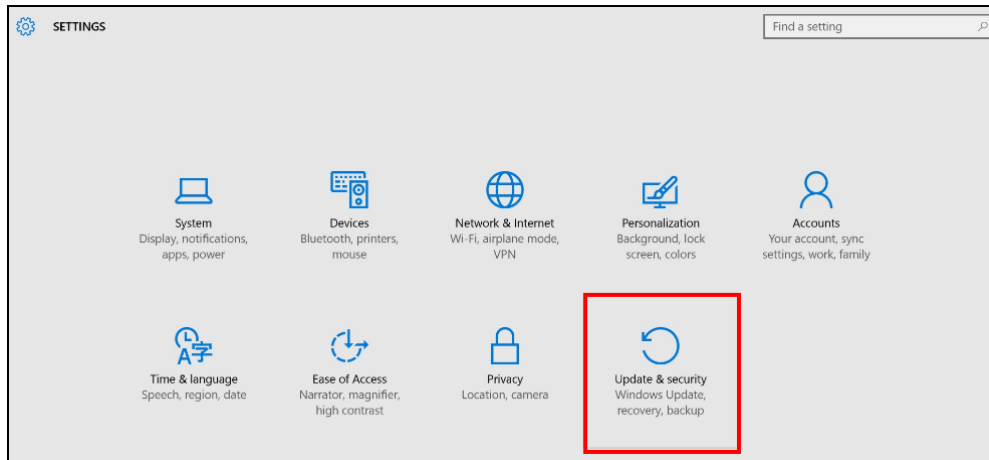 SETTINGS
Find a setting
System
Display, notifications,
apps, power
Devices
Bluetooth, printers,
mouse
Network & Internet
Wi-Fi, airplane mode,
VPN
Personalization
Background, lock
screen, colors
Accounts
Your account, sync
settings, work, family
A字
Time & language
Speech, region, date
Ease of Access
Narrator, magnifier,
high contrast
Privacy
Location, camera
Update & security
Windows Update,
recovery, backup